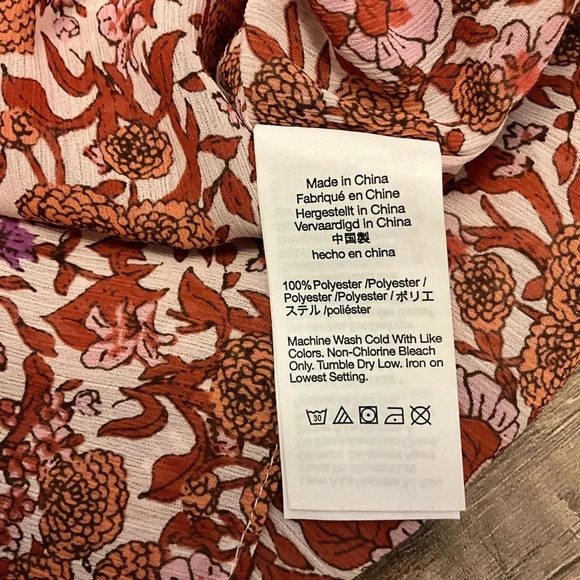 Made in China
Fabriqué en Chine
Hergestellt in China
Vervaardigd in China
中国製
hecho en china
100% Polyester /Polyester /
Polyester /Polyester / ポリエ
ステル /poliéster
Machine Wash Cold With Like
Colors. Non-Chlorine Bleach
Only. Tumble Dry Low. Iron on
Lowest Setting.
30